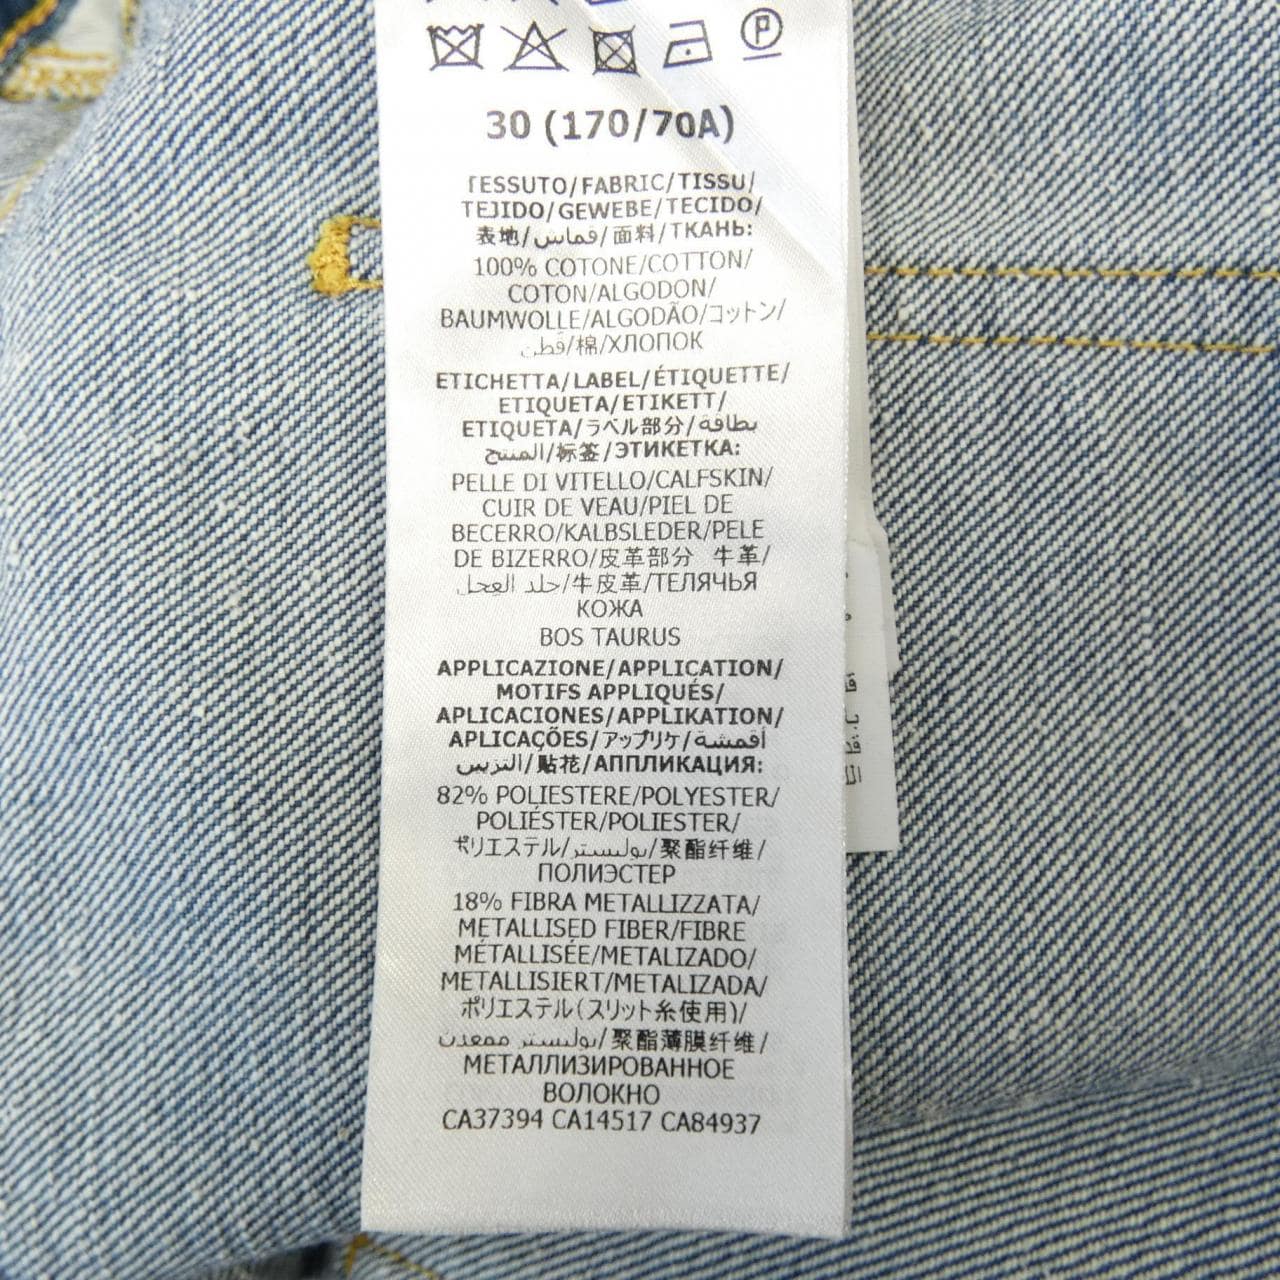 30 (170/70A)
TESSUTO/FABRIC/TISSU/
TEJIDO/GEWEBE/TECIDO/
表地/قماش/面料/ТКАНЬ:
100% COTONE/COTTON/
COTON/ALGODON/
BAUMWOLLE/ALGODÃO/コットン/
قطن/棉/ХЛОПОК
ETICHETTA/LABEL/ÉTIQUETTE/
ETIQUETA/ETIKETT/
ETIQUETA/ラベル部分/بطاقة
المنتج/标签/ЭТИКЕТКА:
PELLE DI VITELLO/CALFSKIN/
CUIR DE VEAU/PIEL DE
BECERRO/KALBSLEDER/PELE
DE BIZERRO/皮革部分 牛革/
جلد العجل/牛皮革/ТЕЛЯЧЬЯ
КОЖА
BOS TAURUS
APPLICAZIONE/APPLICATION/
MOTIFS APPLIQUÉS/
APLICACIONES/APPLIKATION/
APLICAÇÕES/アップリケ/أقمشة
التزيين/貼花/АППЛИКАЦИЯ:
82% POLIESTERE/POLYESTER/
POLIÉSTER/POLIESTER/
ポリエステル/بوليستر/聚酯纤维/
ПОЛИЭСТЕР
18% FIBRA METALLIZZATA/
METALLISED FIBER/FIBRE
MÉTALLISÉE/METALIZADO/
METALLISIERT/METALIZADA/
ポリエステル(スリット糸使用)/
بوليستر ممعدن/聚酯薄膜纤维/
МЕТАЛЛИЗИРОВАННОЕ
ВОЛОКНО
CA37394 CA14517 CA84937